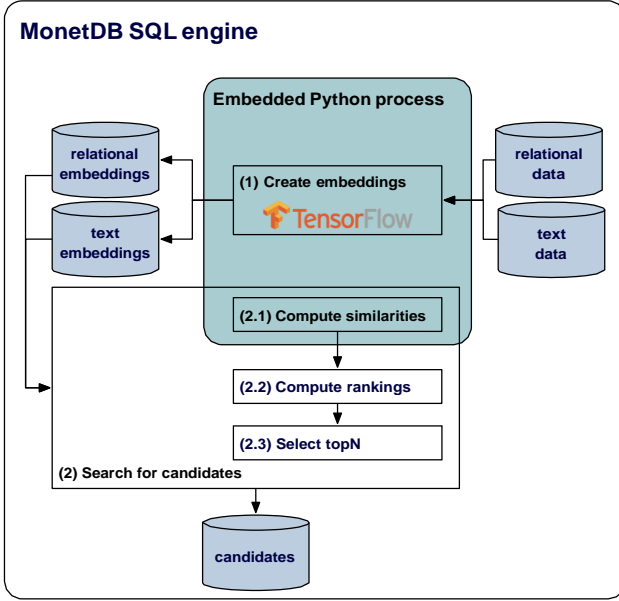 MonetDB SQL engine
Embedded Python process
relational
embeddings
(1) Create embeddings
TensorFlow
relational
data
text
embeddings
text
data
(2.1) Compute similarities
(2.2) Compute rankings
(2.3) Select topN
(2) Search for candidates
candidates